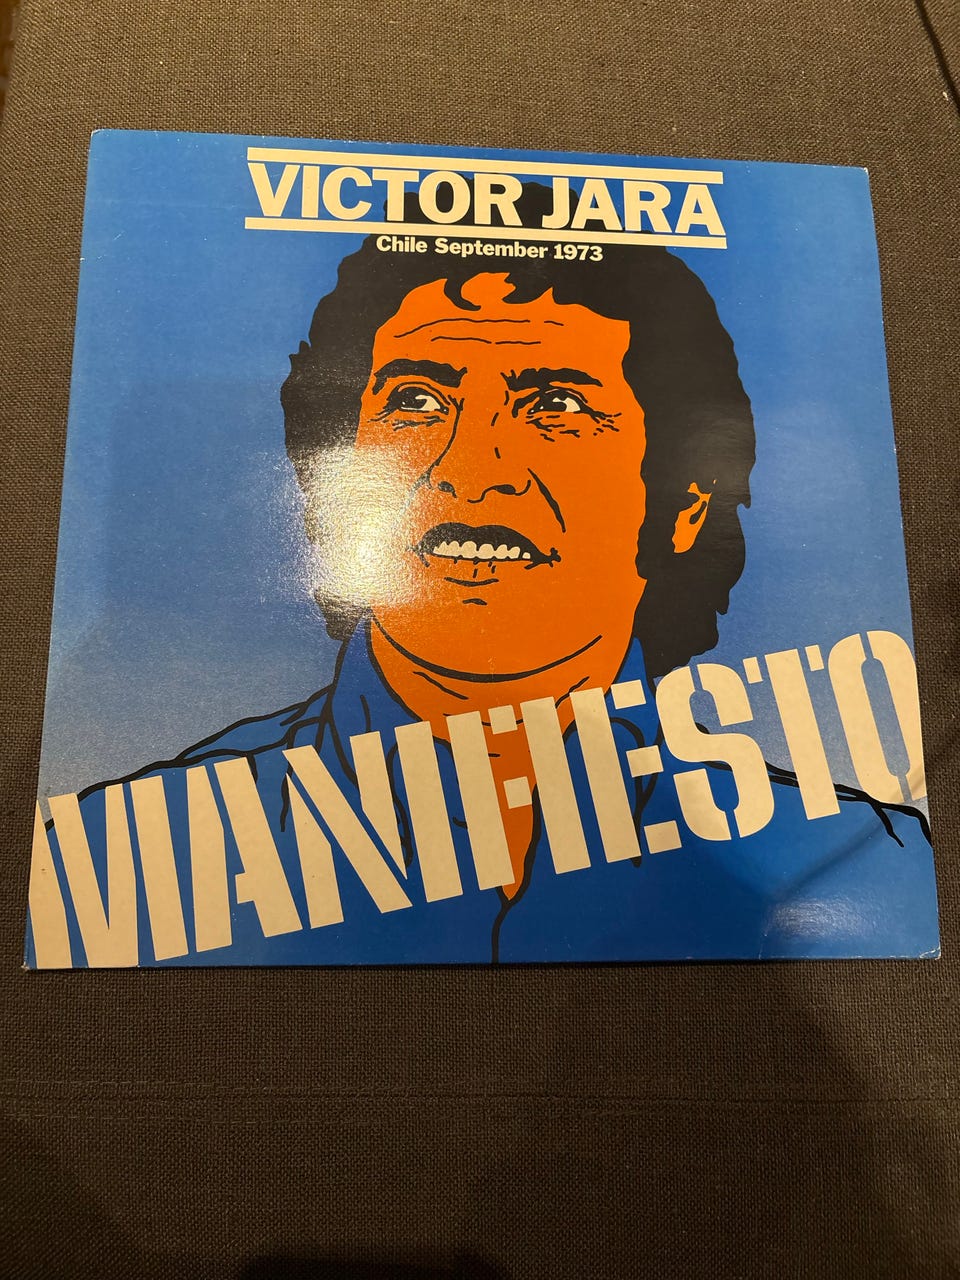 VICTOR JARA
Chile September 1973
MANIFIESTO